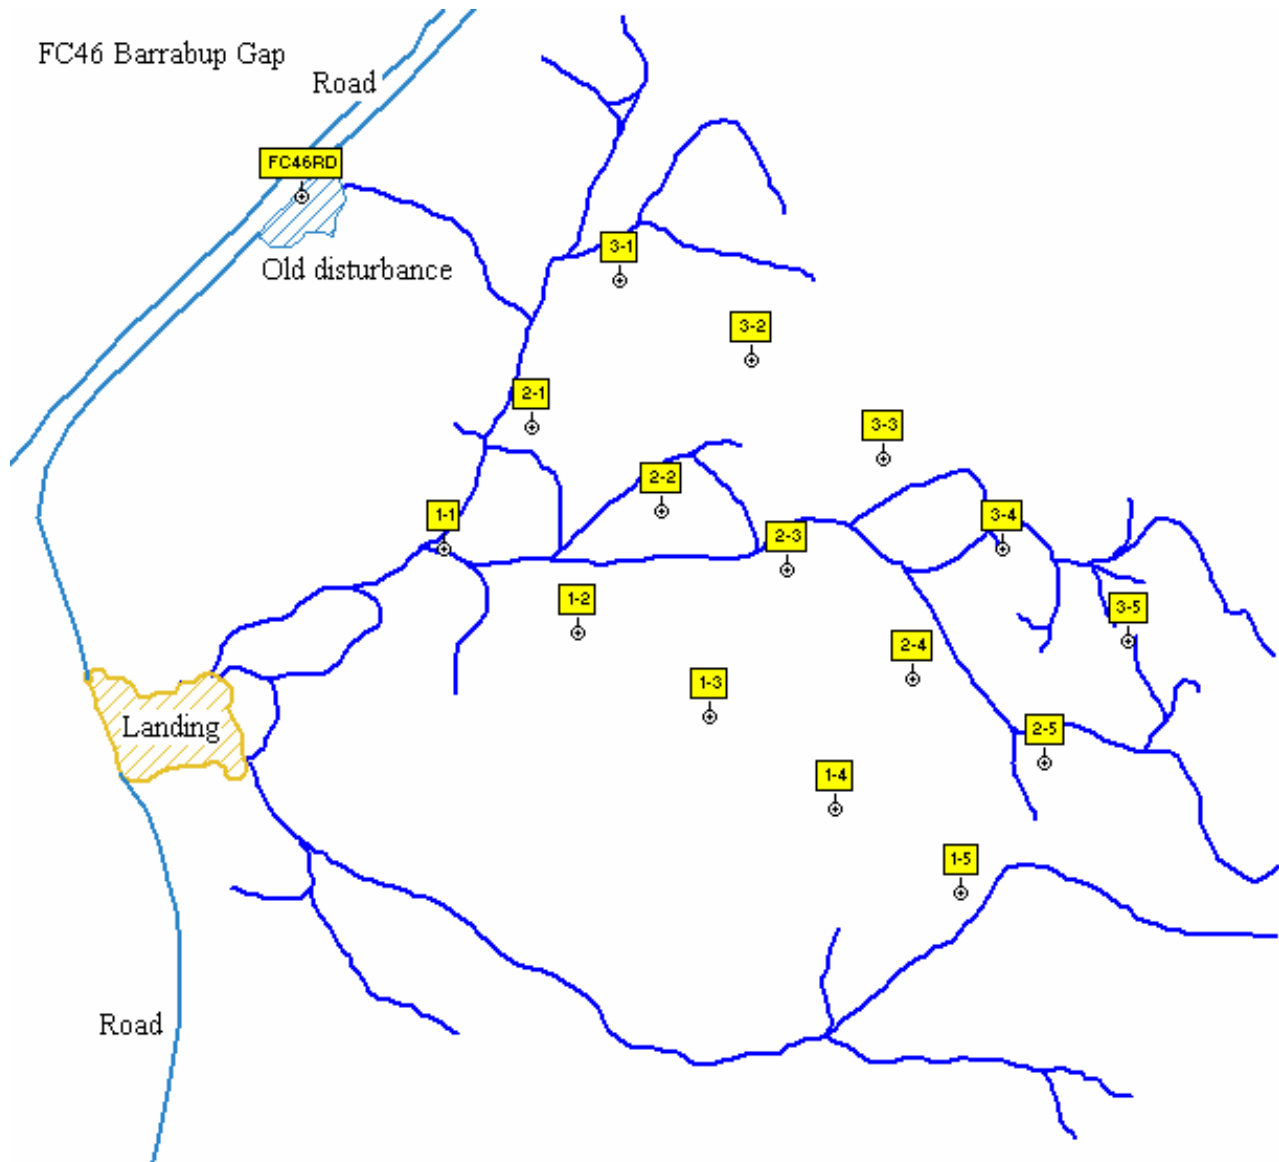 FC46 Barrabup Gap
Road
FC46RD
3-1
Old disturbance
3-2
2-1
3-3
2-2
1-1
3-4
2-3
1-2
3-5
2-4
1-3
Landing
2-5
1-4
1-5
Road